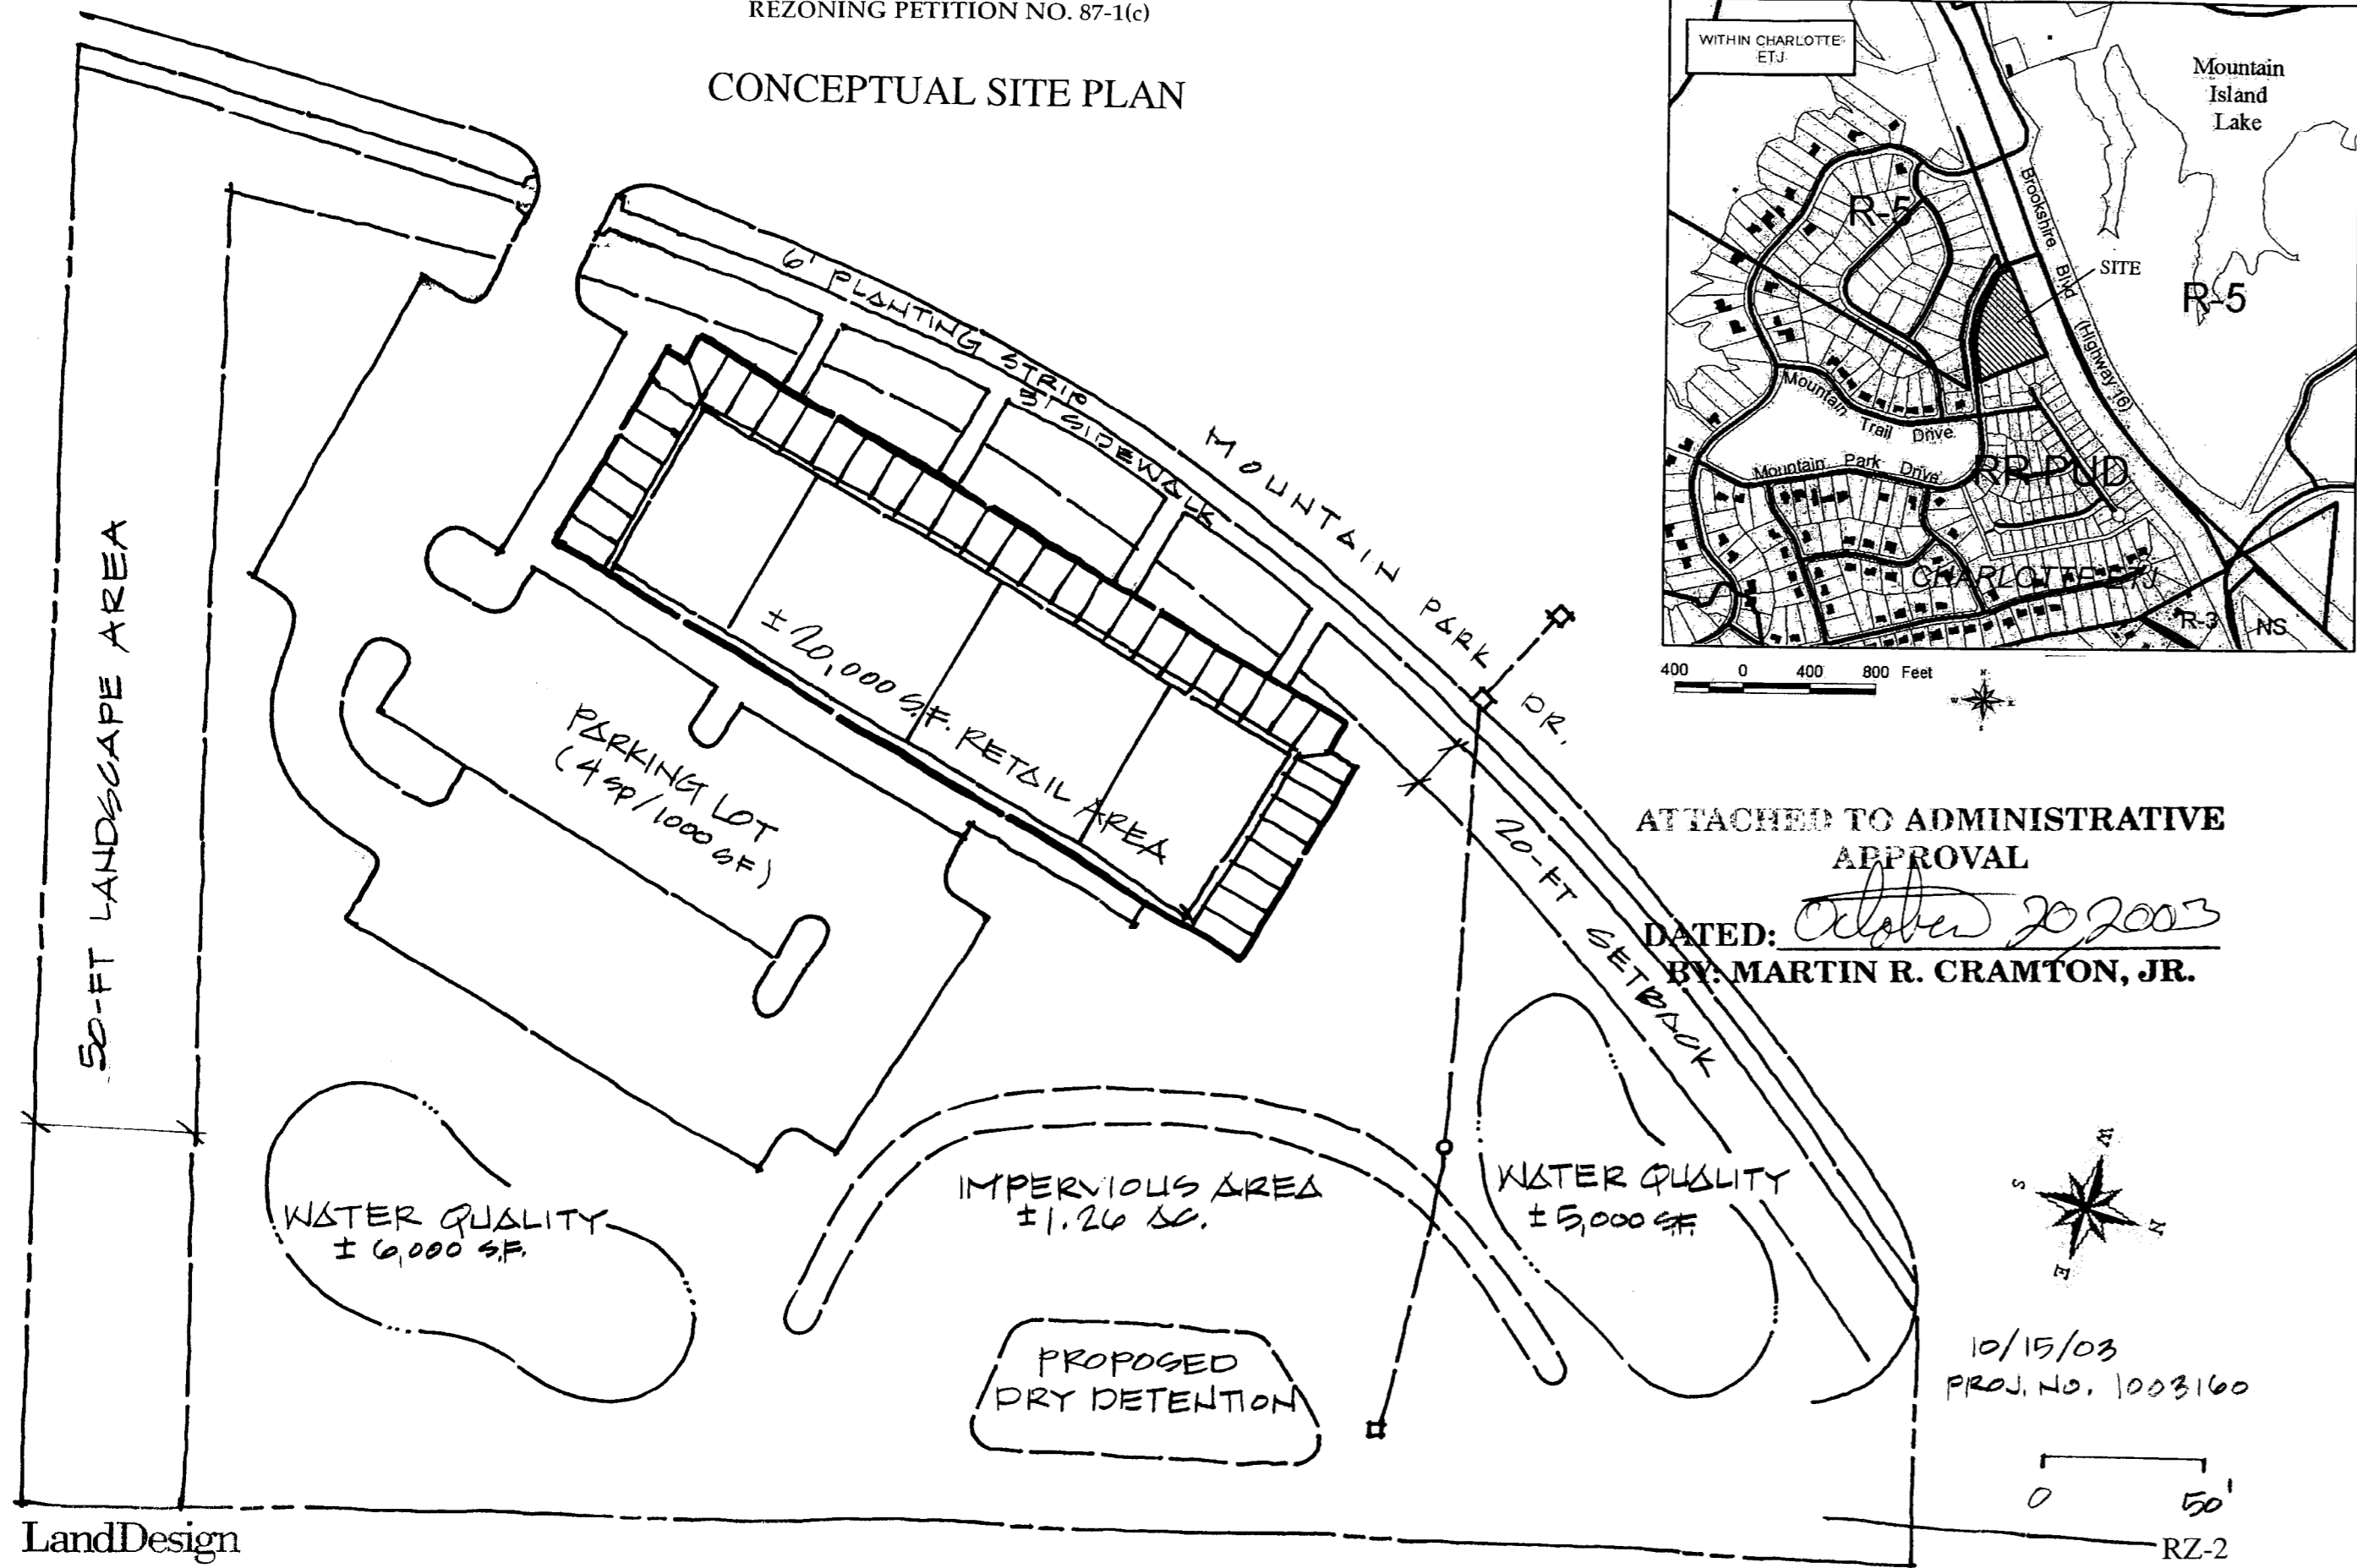 REZONING PETITION NO. 87-1(c)
CONCEPTUAL SITE PLAN
WITHIN CHARLOTTE
ETJ
Mountain
Island
Lake
R-5
Brookshire Blvd (Highway 16)
SITE
R-5
Mountain Trail Drive
Mountain Park Drive
RR-PUD
R-3
NS
400 0 400 800 Feet
N
W
E
6' PLANTING STRIP
5' SIDEWALK
MOUNTAIN PARK DR.
50-FT LANDSCAPE AREA
±20,000 S.F. RETAIL AREA
PARKING LOT
(4 sp/1000 SF)
20-FT SETBACK
ATTACHED TO ADMINISTRATIVE
APPROVAL
DATED: October 20, 2003
BY: MARTIN R. CRAMTON, JR.
WATER QUALITY
± 6,000 S.F.
IMPERVIOUS AREA
±1.26 AC.
WATER QUALITY
±5,000 SF.
W
S
N
E
PROPOSED
DRY DETENTION
10/15/03
PROJ. NO. 1003160
0 50'
LandDesign
RZ-2